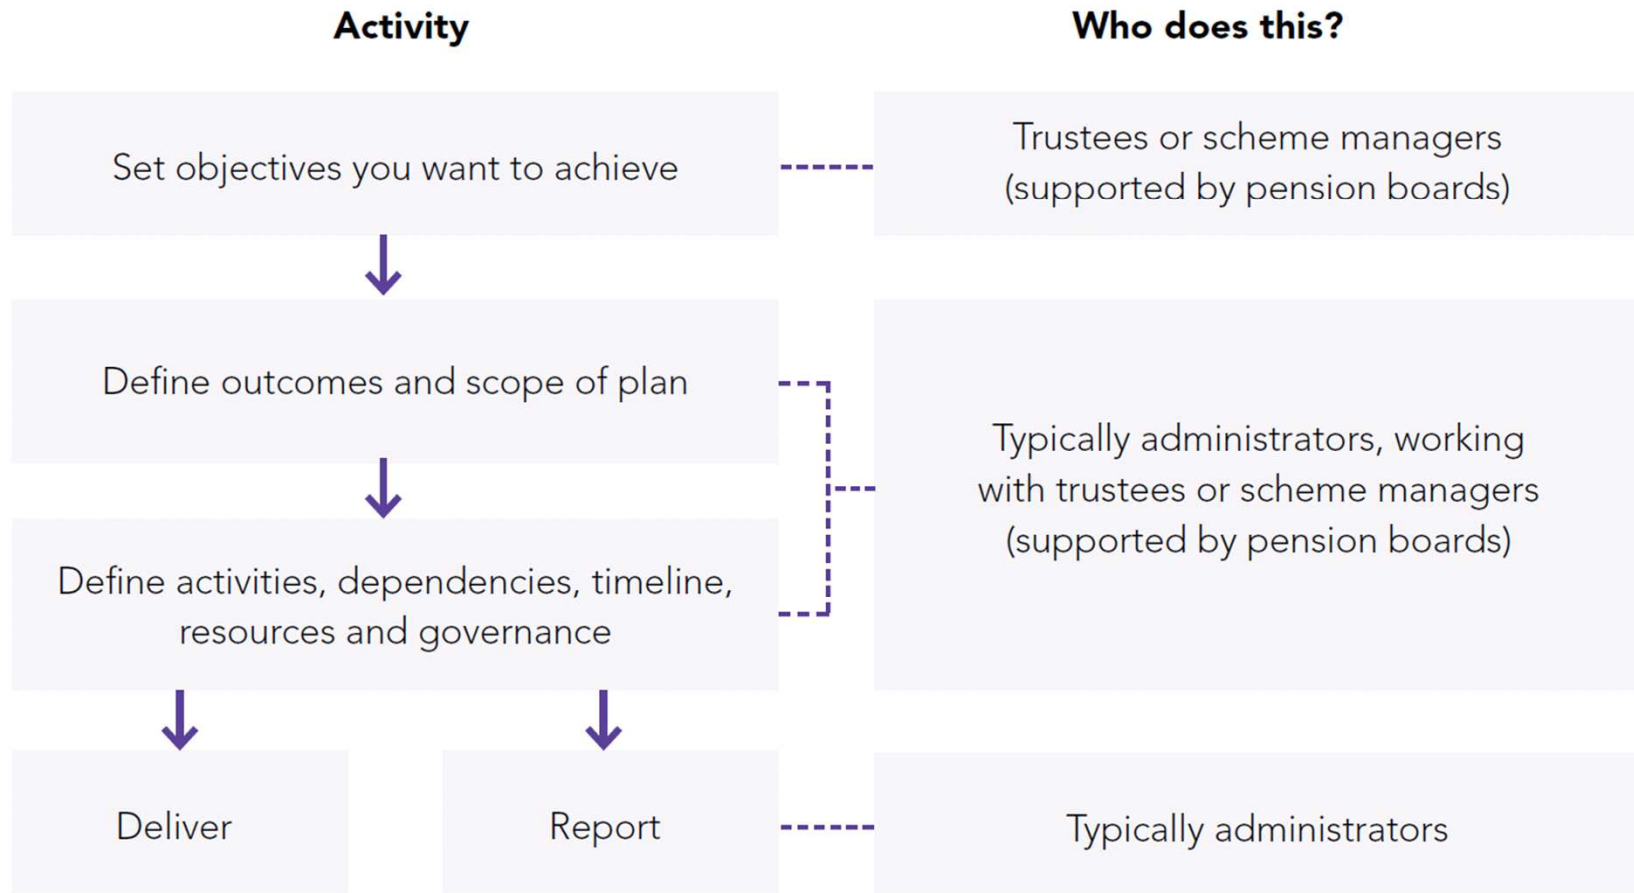 Activity
Who does this?
Set objectives you want to achieve
Trustees or scheme managers
(supported by pension boards)
Define outcomes and scope of plan
Typically administrators, working
with trustees or scheme managers
(supported by pension boards)
Define activities, dependencies, timeline,
resources and governance
Deliver
Report
Typically administrators